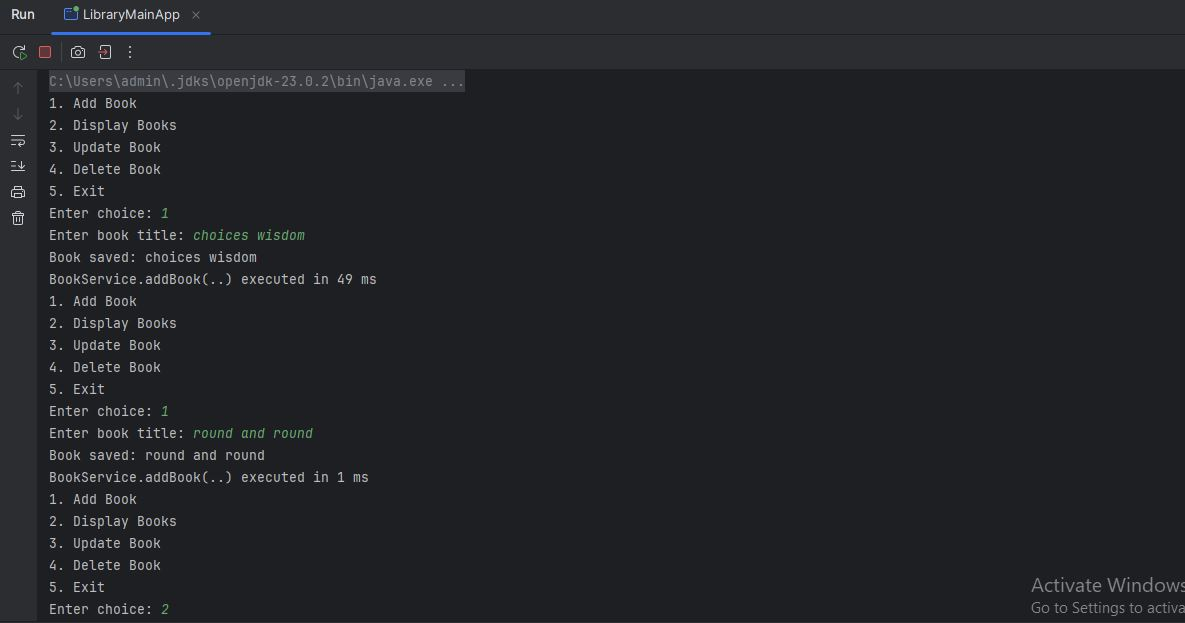 Run
LibraryMainApp
C:\Users\admin\.jdks\openjdk-23.0.2\bin\java.exe ...
1. Add Book
2. Display Books
3. Update Book
4. Delete Book
5. Exit
Enter choice: 1
Enter book title: choices wisdom
Book saved: choices wisdom
BookService.addBook(..) executed in 49 ms
1. Add Book
2. Display Books
3. Update Book
4. Delete Book
5. Exit
Enter choice: 1
Enter book title: round and round
Book saved: round and round
BookService.addBook(..) executed in 1 ms
1. Add Book
2. Display Books
3. Update Book
4. Delete Book
5. Exit
Enter choice: 2
Activate Windows
Go to Settings to activa